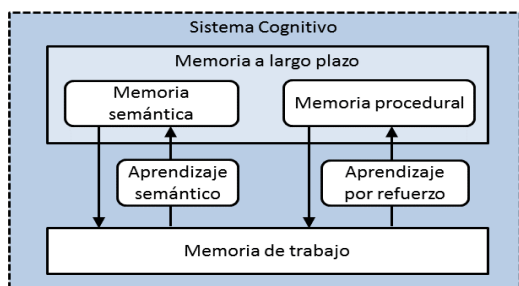 Sistema Cognitivo
Memoria a largo plazo
Memoria
semántica
Memoria procedural
Aprendizaje
semántico
Aprendizaje
por refuerzo
Memoria de trabajo